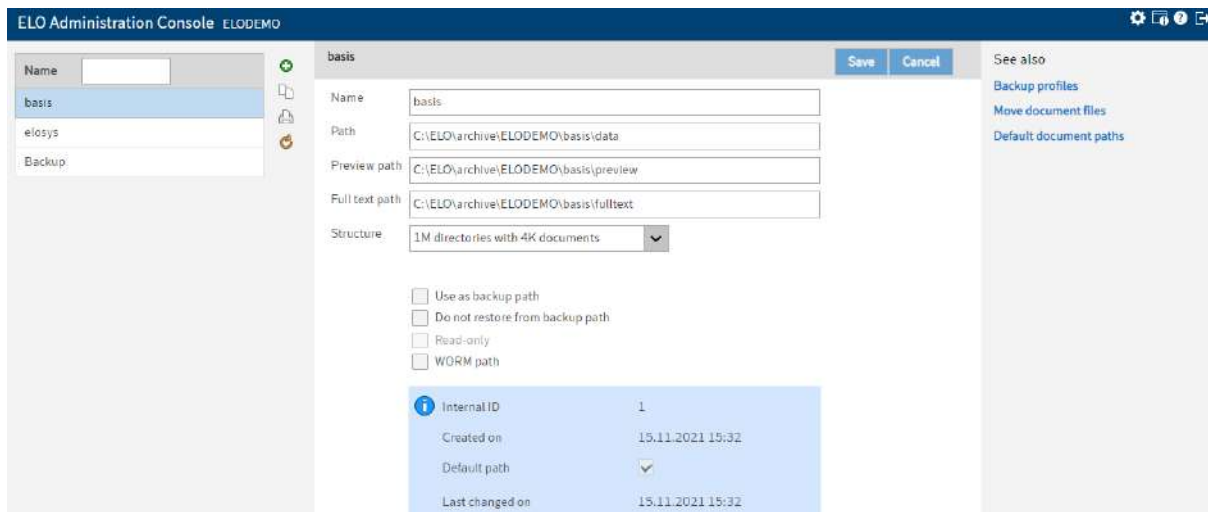 ELO Administration Console ELODEMO
Name
basis
elosys
Backup
basis
Save
Cancel
Name
basis
Path
C:\ELO\archive\ELODEMO\basis\data
Preview path
C:\ELO\archive\ELODEMO\basis\preview
Full text path
C:\ELO\archive\ELODEMO\basis\fulltext
Structure
1M directories with 4K documents
Use as backup path
Do not restore from backup path
Read-only
WORM path
Internal ID 1
Created on 15.11.2021 15:32
Default path
Last changed on 15.11.2021 15:32
See also
Backup profiles
Move document files
Default document paths